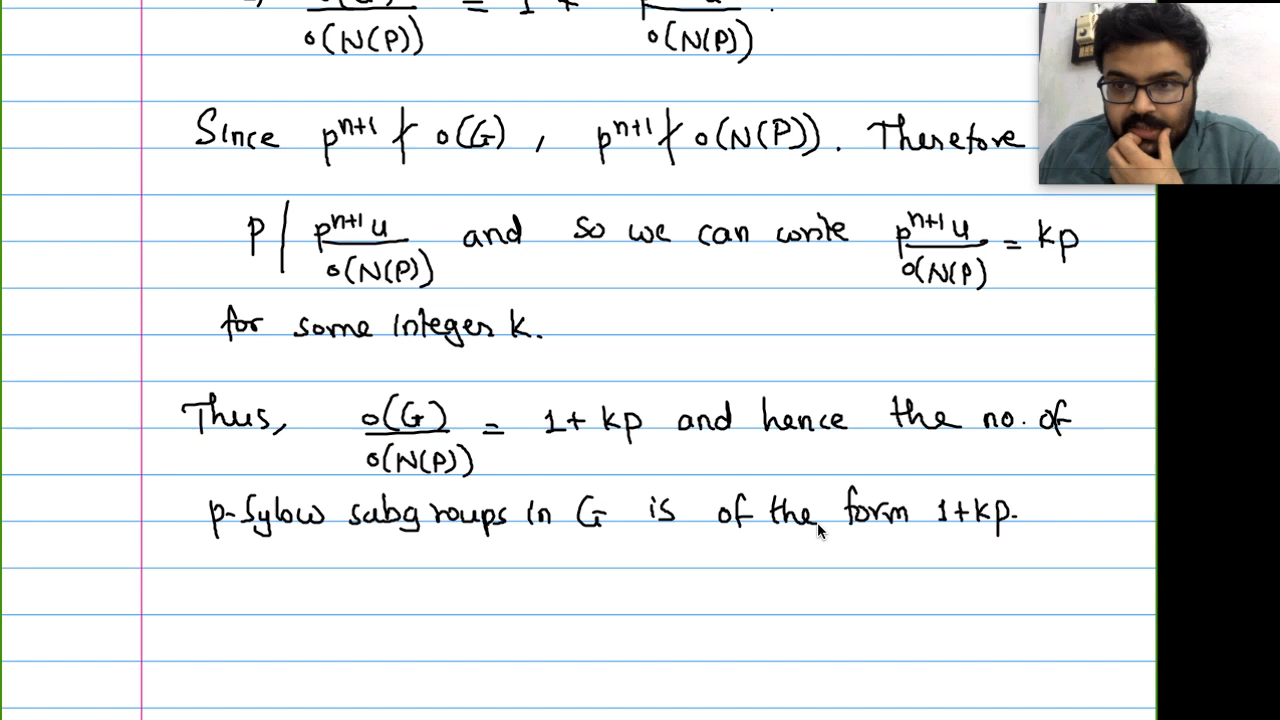 o(N(P)) o(N(P))
Since p^{n+1} ∤ o(G), p^{n+1} ∤ o(N(P)). Therefore
p | p^{n+1}u / o(N(P)) and so we can write p^{n+1}u / o(N(P)) = kp
for some integer k.
Thus, o(G) / o(N(P)) = 1 + kp and hence the no. of
p-Sylow subgroups in G is of the form 1+kp.